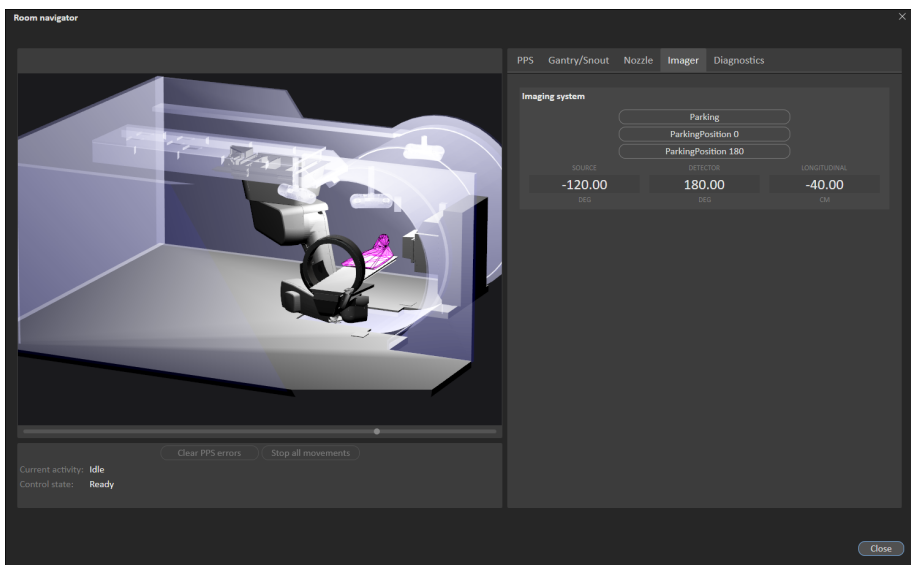 Room navigator
PPS Gantry/Snout Nozzle Imager Diagnostics
Imaging system
Parking
ParkingPosition 0
ParkingPosition 180
SOURCE DETECTOR LONGITUDINAL
-120.00 180.00 -40.00
DEG DEG CM
Clear PPS errors Stop all movements
Current activity: Idle
Control state: Ready
Close